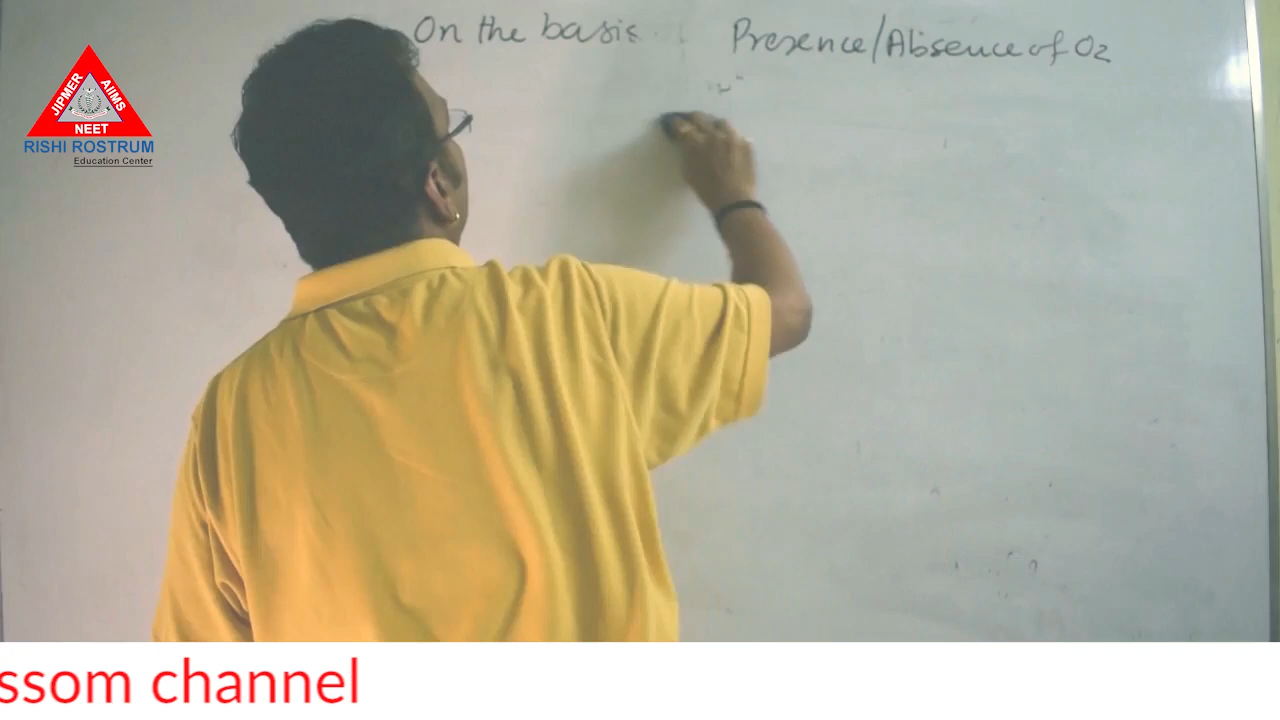 On the basis Presence/Absence of O2
JIPMER AIIMS
NEET
RISHI ROSTRUM
Education Center
ssom channel